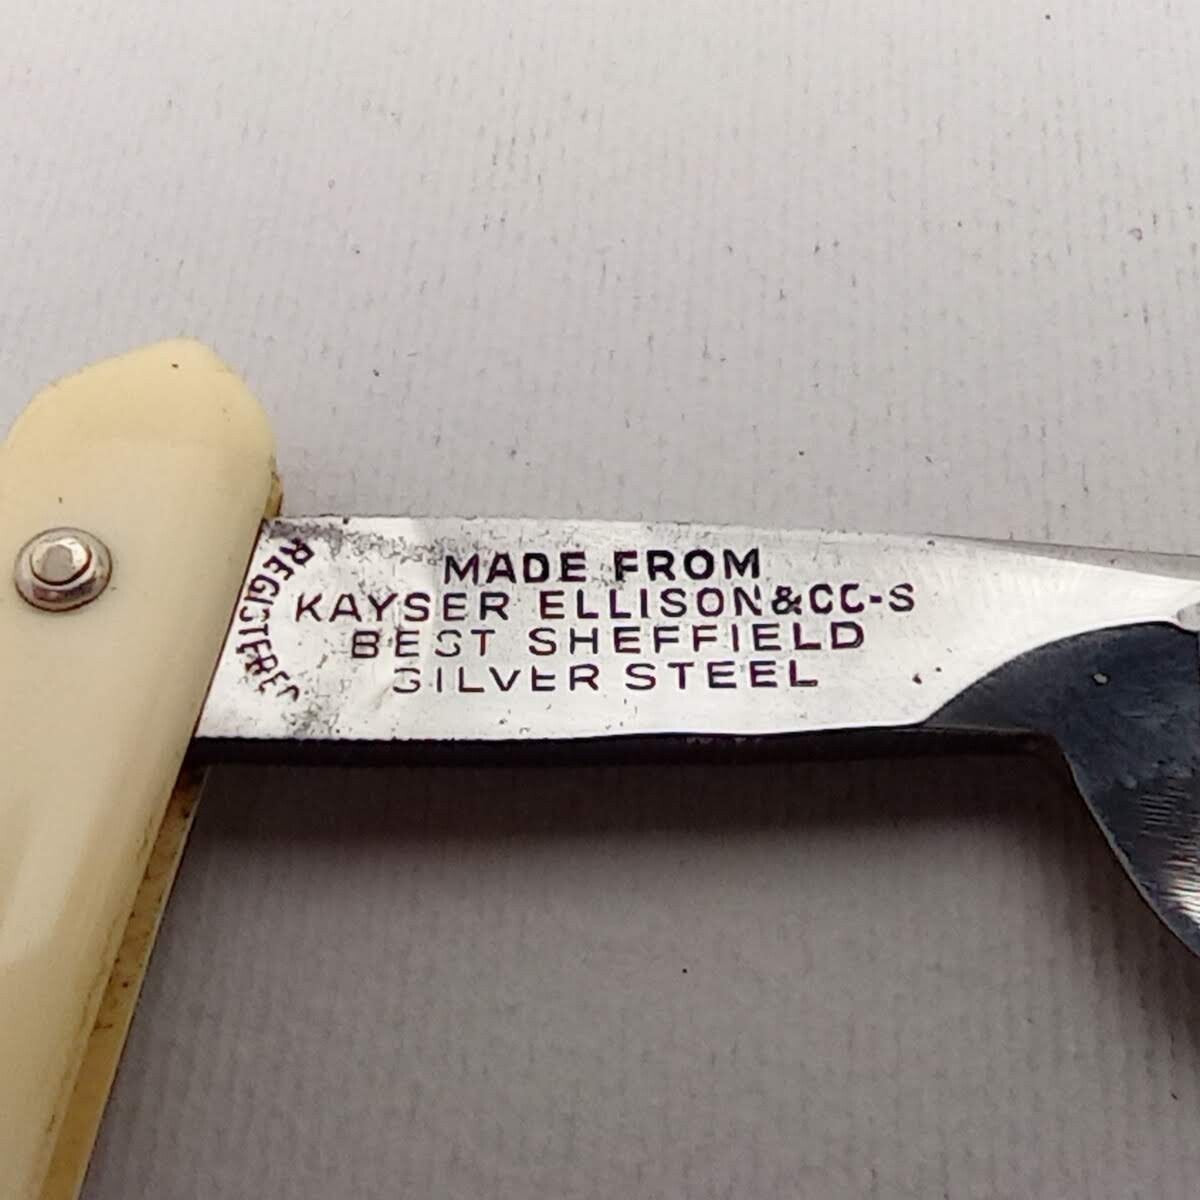 MADE FROM
KAYSER ELLISON & CO-S
BEST SHEFFIELD
SILVER STEEL
REGISTERED